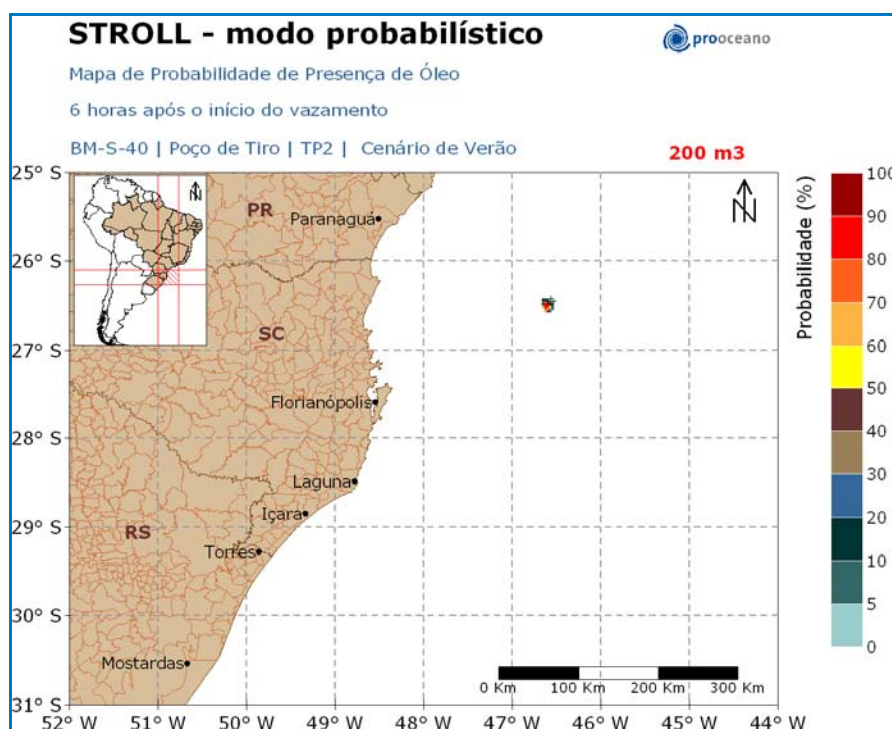 STROLL - modo probabilístico
prooceano
Mapa de Probabilidade de Presença de Óleo
6 horas após o início do vazamento
BM-S-40 | Poço de Tiro | TP2 | Cenário de Verão
200 m3
25° S
26° S
27° S
28° S
29° S
30° S
31° S
N
PR
Paranaguá
SC
Florianópolis
Laguna
Içara
RS
Torres
Mostardas
N
0 Km
100 Km
200 Km
300 Km
52° W
51° W
50° W
49° W
48° W
47° W
46° W
45° W
44° W
Probabilidade (%)
100
90
80
70
60
50
40
30
20
10
5
0